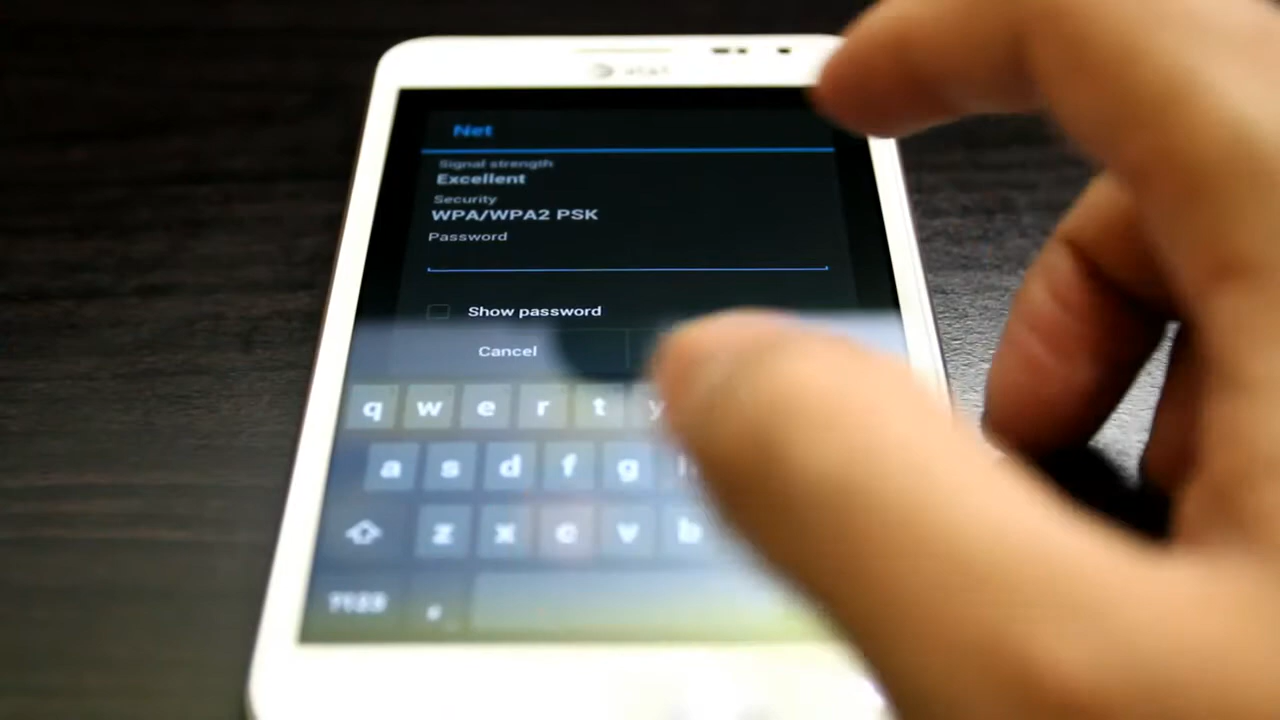 at&t
Net
Signal strength
Excellent
Security
WPA/WPA2 PSK
Password
Show password
Cancel
q w e r t y
a s d f g
z x c v b
?123 ,